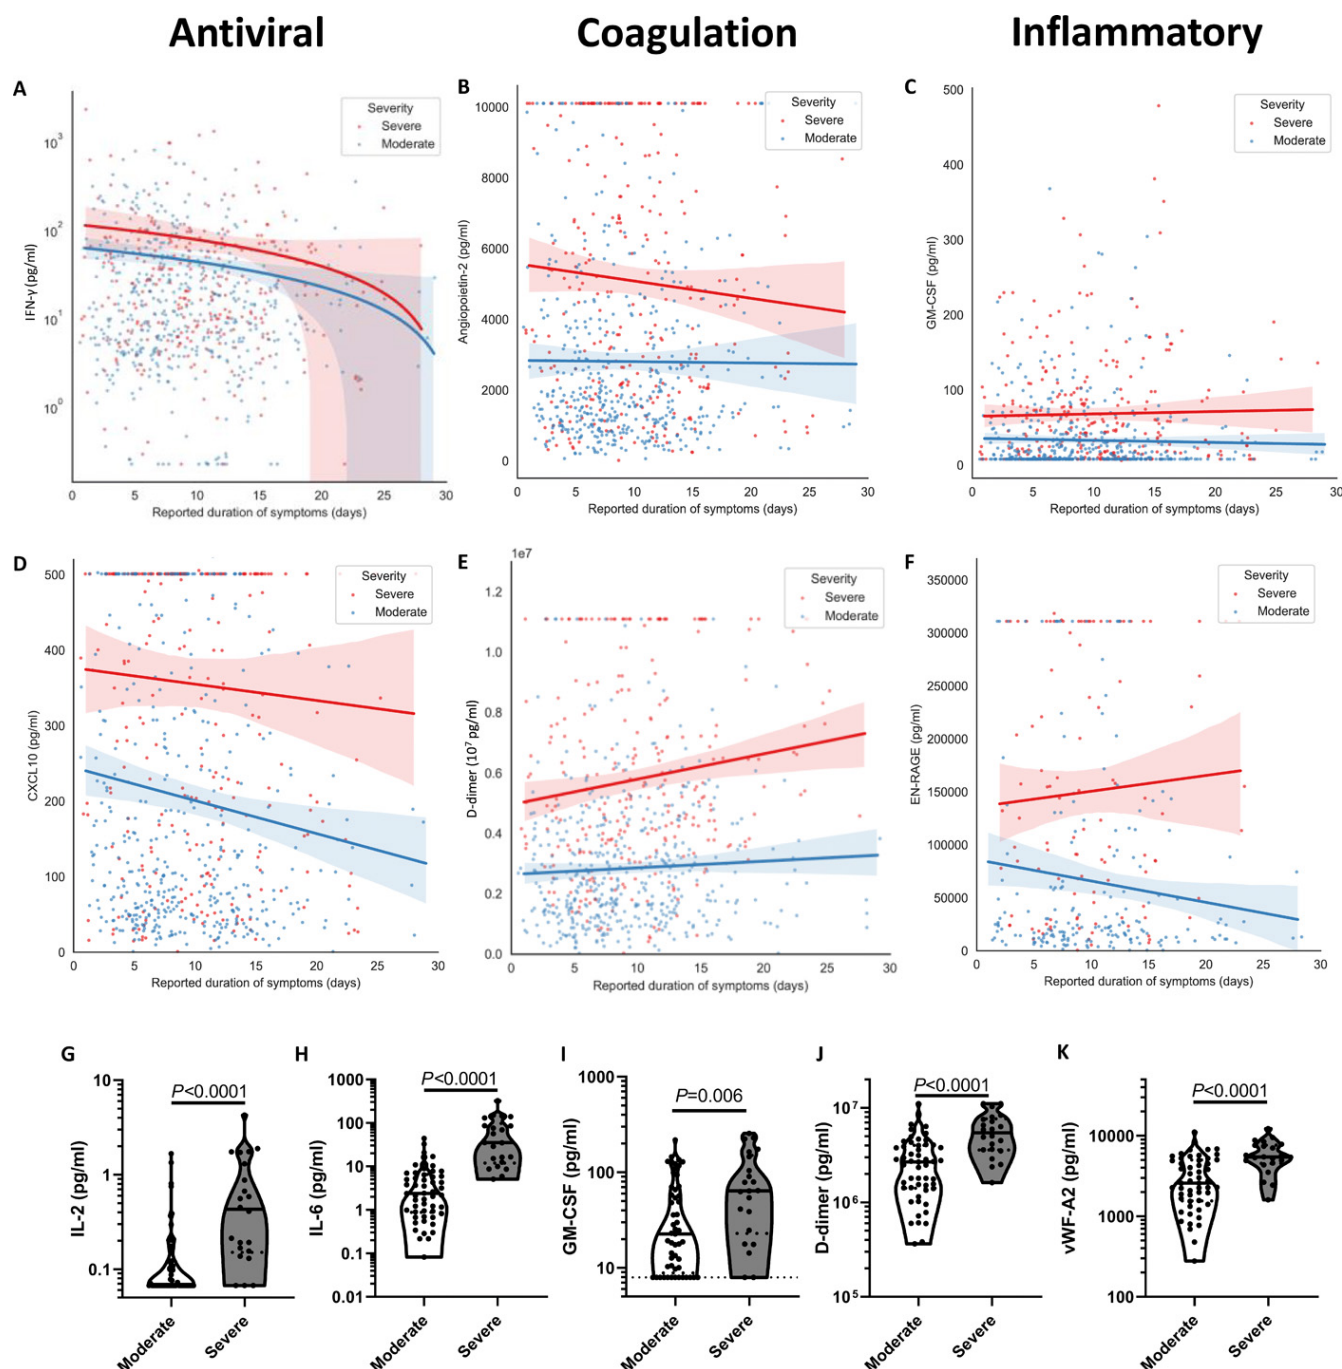 Antiviral Coagulation Inflammatory
A
Severity
Severe
Moderate
10³
10²
10¹
10⁰
IFN-γ (pg/ml)
0 5 10 15 20 25 30
Reported duration of symptoms (days)
B
Severity
Severe
Moderate
10000
8000
6000
4000
2000
0
Angiopoietin-2 (pg/ml)
0 5 10 15 20 25 30
Reported duration of symptoms (days)
C
Severity
Severe
Moderate
500
400
300
200
100
0
GM-CSF (pg/ml)
0 5 10 15 20 25 30
Reported duration of symptoms (days)
D
Severity
Severe
Moderate
500
400
300
200
100
0
CXCL10 (pg/ml)
0 5 10 15 20 25 30
Reported duration of symptoms (days)
E
1e7
Severity
Severe
Moderate
1.2
1.0
0.8
0.6
0.4
0.2
0.0
D-dimer (10⁷ pg/ml)
0 5 10 15 20 25 30
Reported duration of symptoms (days)
F
Severity
Severe
Moderate
350000
300000
250000
200000
150000
100000
50000
0
EN-RAGE (pg/ml)
0 5 10 15 20 25 30
Reported duration of symptoms (days)
G
P<0.0001
10
1
0.1
IL-2 (pg/ml)
Moderate Severe
H
P<0.0001
1000
100
10
1
0.1
0.01
IL-6 (pg/ml)
Moderate Severe
I
P=0.006
1000
100
10
GM-CSF (pg/ml)
Moderate Severe
J
P<0.0001
10⁷
10⁶
10⁵
D-dimer (pg/ml)
Moderate Severe
K
P<0.0001
10000
1000
100
vWF-A2 (pg/ml)
Moderate Severe